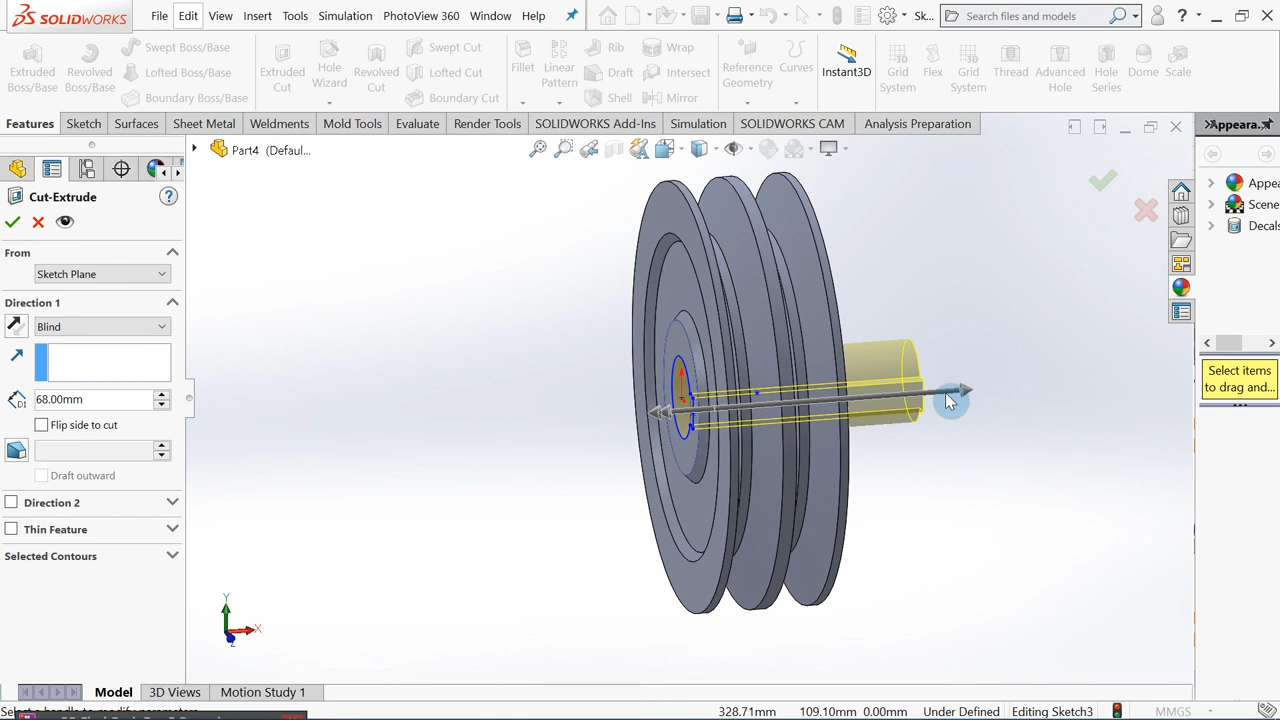 SOLIDWORKS
File Edit View Insert Tools Simulation PhotoView 360 Window Help
Sk...
Search files and models
Extruded Boss/Base
Revolved Boss/Base
Swept Boss/Base
Lofted Boss/Base
Boundary Boss/Base
Extruded Cut
Hole Wizard
Revolved Cut
Swept Cut
Lofted Cut
Boundary Cut
Fillet
Linear Pattern
Rib
Draft
Shell
Wrap
Intersect
Mirror
Reference Geometry
Curves
Instant3D
Grid System
Flex
Grid System
Thread
Advanced Hole
Hole Series
Dome
Scale
Features Sketch Surfaces Sheet Metal Weldments Mold Tools Evaluate Render Tools SOLIDWORKS Add-Ins Simulation SOLIDWORKS CAM Analysis Preparation
Appeara...
Part4 (Defaul...
Cut-Extrude
From
Sketch Plane
Direction 1
Blind
68.00mm
Flip side to cut
Draft outward
Direction 2
Thin Feature
Selected Contours
Appea
Scene
Decals
Select items
to drag and...
Y
X
Z
Model 3D Views Motion Study 1
328.71mm 109.10mm 0.00mm Under Defined Editing Sketch3 MMGS